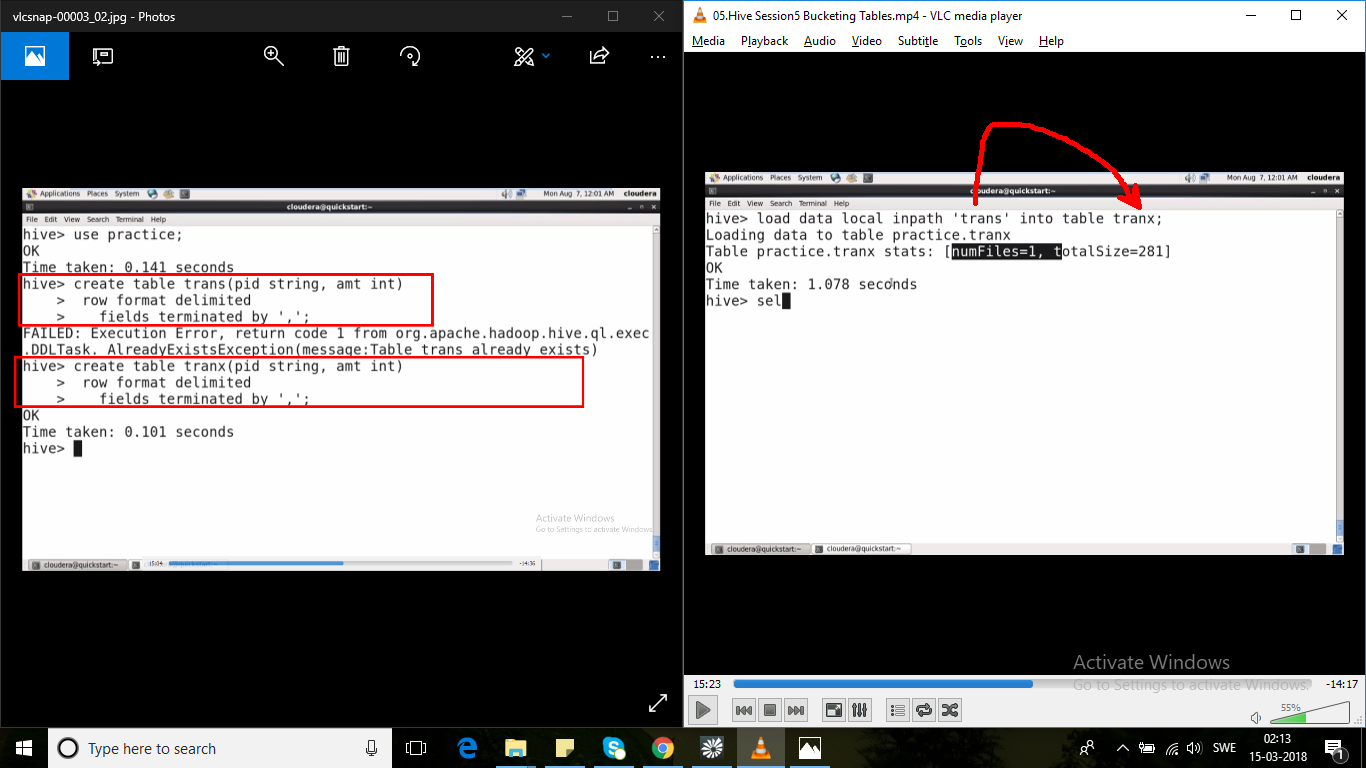 vlcsnap-00003_02.jpg - Photos
Applications Places System Mon Aug 7, 12:01 AM cloudera
cloudera@quickstart:~
File Edit View Search Terminal Help
hive> use practice;
OK
Time taken: 0.141 seconds
hive> create table trans(pid string, amt int)
> row format delimited
> fields terminated by ',';
FAILED: Execution Error, return code 1 from org.apache.hadoop.hive.ql.exec
.DDLTask. AlreadyExistsException(message:Table trans already exists)
hive> create table tranx(pid string, amt int)
> row format delimited
> fields terminated by ',';
OK
Time taken: 0.101 seconds
hive>
Activate Windows
Go to Settings to activate Windows.
cloudera@quickstart:~
15:04 -14:36
05.Hive Session5 Bucketing Tables.mp4 - VLC media player
Media Playback Audio Video Subtitle Tools View Help
Applications Places System Mon Aug 7, 12:01 AM cloudera
cloudera@quickstart:~
File Edit View Search Terminal Help
hive> load data local inpath 'trans' into table tranx;
Loading data to table practice.tranx
Table practice.tranx stats: [numFiles=1, totalSize=281]
OK
Time taken: 1.078 seconds
hive> sel
cloudera@quickstart:~ cloudera@quickstart:~
Activate Windows
Go to Settings to activate Windows.
15:23 -14:17
55%
Type here to search
SWE
02:13
15-03-2018
1